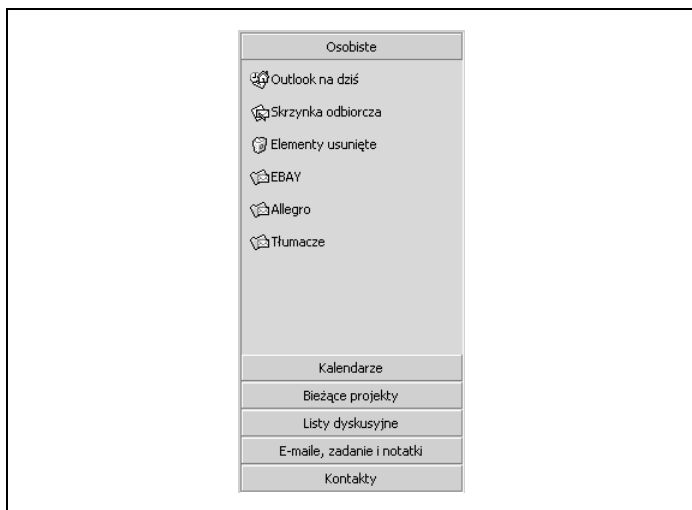 Osobiste
Outlook na dziś
Skrzynka odbiorcza
Elementy usunięte
EBAY
Allegro
Tłumacze
Kalendarze
Bieżące projekty
Listy dyskusyjne
E-maile, zadanie i notatki
Kontakty